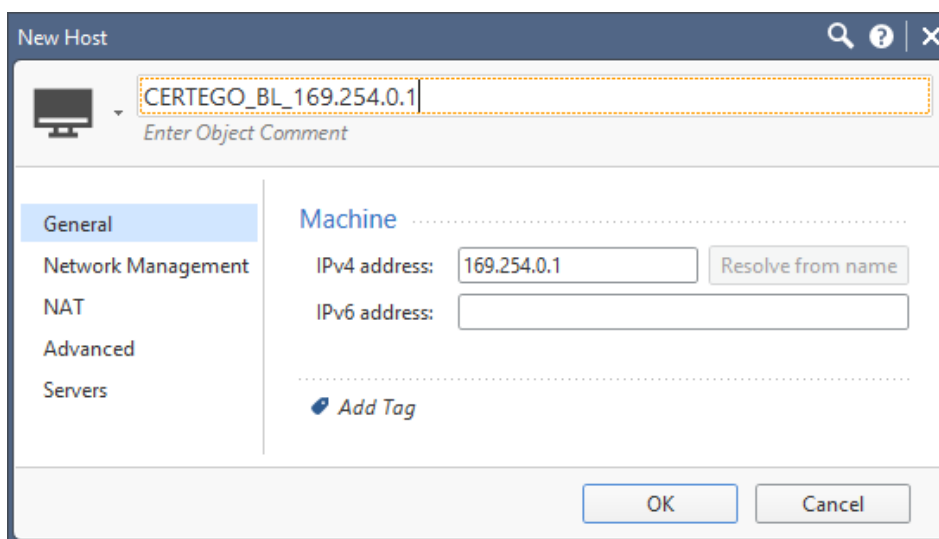 New Host
CERTEGO_BL_169.254.0.1
Enter Object Comment
General
Network Management
NAT
Advanced
Servers
Machine
IPv4 address: 169.254.0.1 Resolve from name
IPv6 address:
Add Tag
OK Cancel